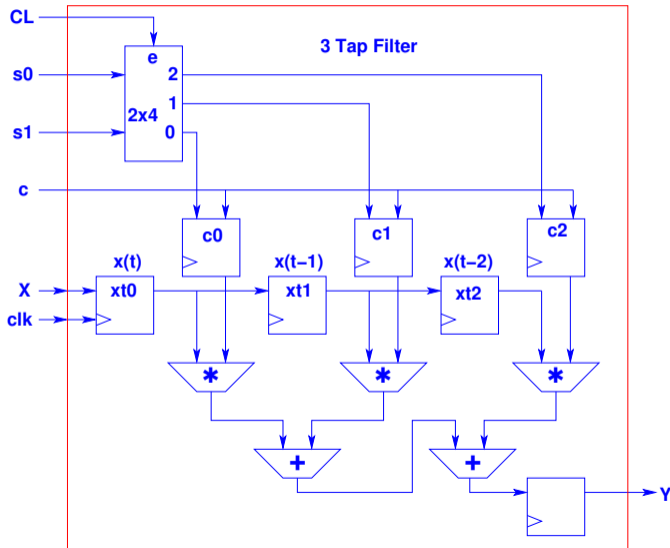 CL
3 Tap Filter
e
s0
2
1
2x4
s1
0
c
c0
c1
c2
x(t)
x(t−1)
x(t−2)
X
xt0
xt1
xt2
clk
*
*
*
+
+
Y